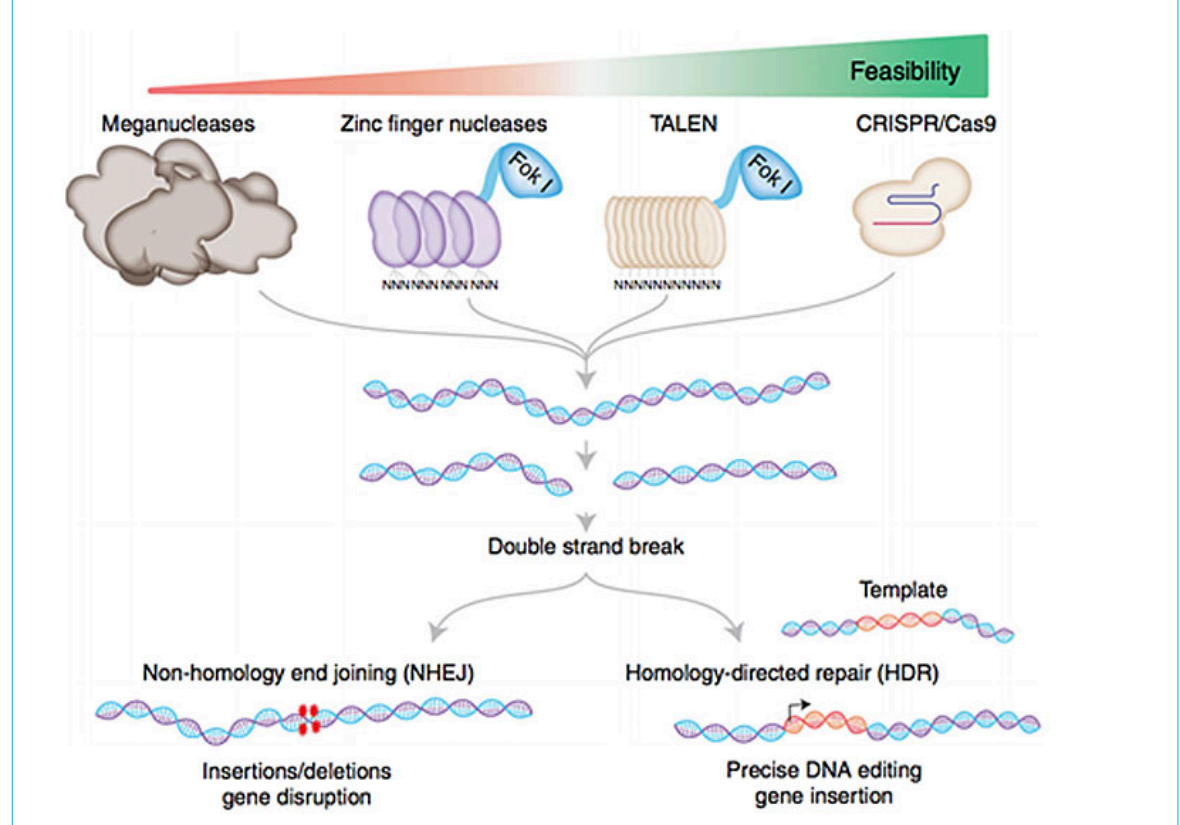 Feasibility
Meganucleases
Zinc finger nucleases
TALEN
CRISPR/Cas9
Fok I
Fok I
NNN NNN NNN NNN
NNNNNNNNNNN
Double strand break
Template
Non-homology end joining (NHEJ)
Homology-directed repair (HDR)
Insertions/deletions
gene disruption
Precise DNA editing
gene insertion